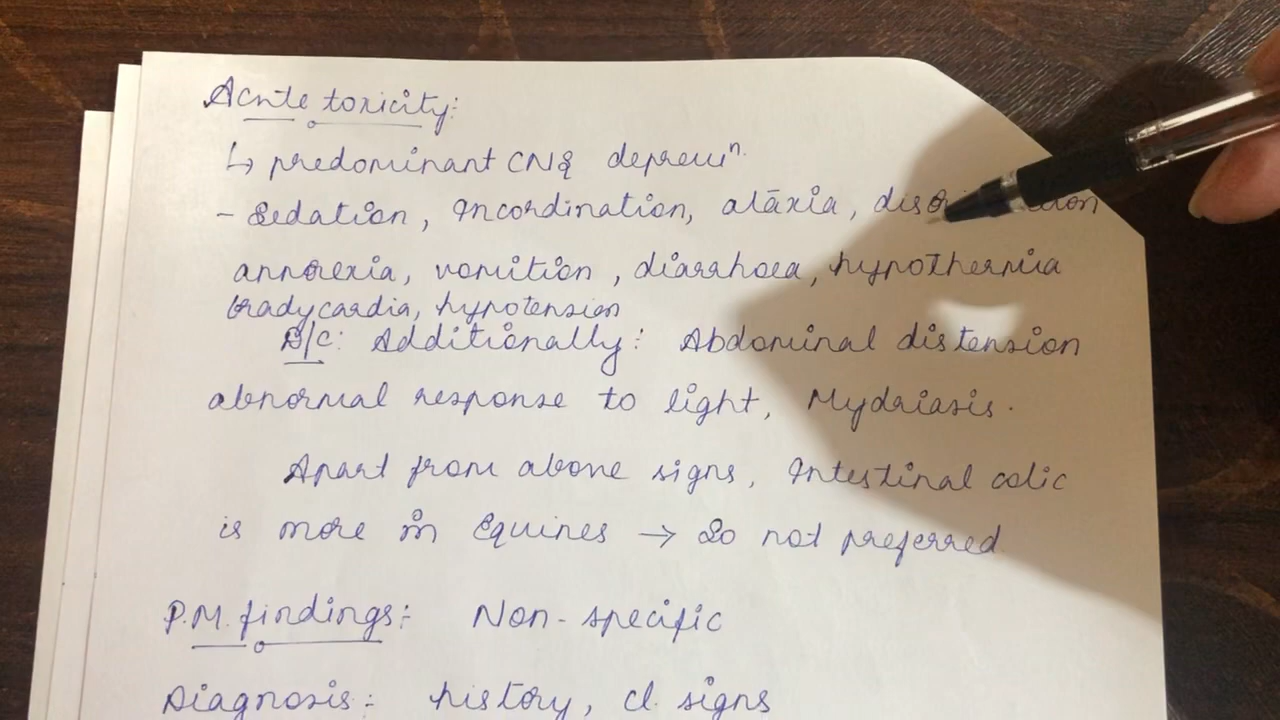 Acute toxicity:
↳ predominant CNS depressⁿ.
- Sedation, Incordination, ataxia,
annorexia, vomition, diarrhoea, hypothermia
bradycardia, hypotension
B/C: Additionally: Abdominal distension
abnormal response to light, Mydriasis.
Apart from above signs, Intestinal colic
is more in Equines → So not preferred
P.M. findings: Non-specific
Diagnosis: history, cl. signs